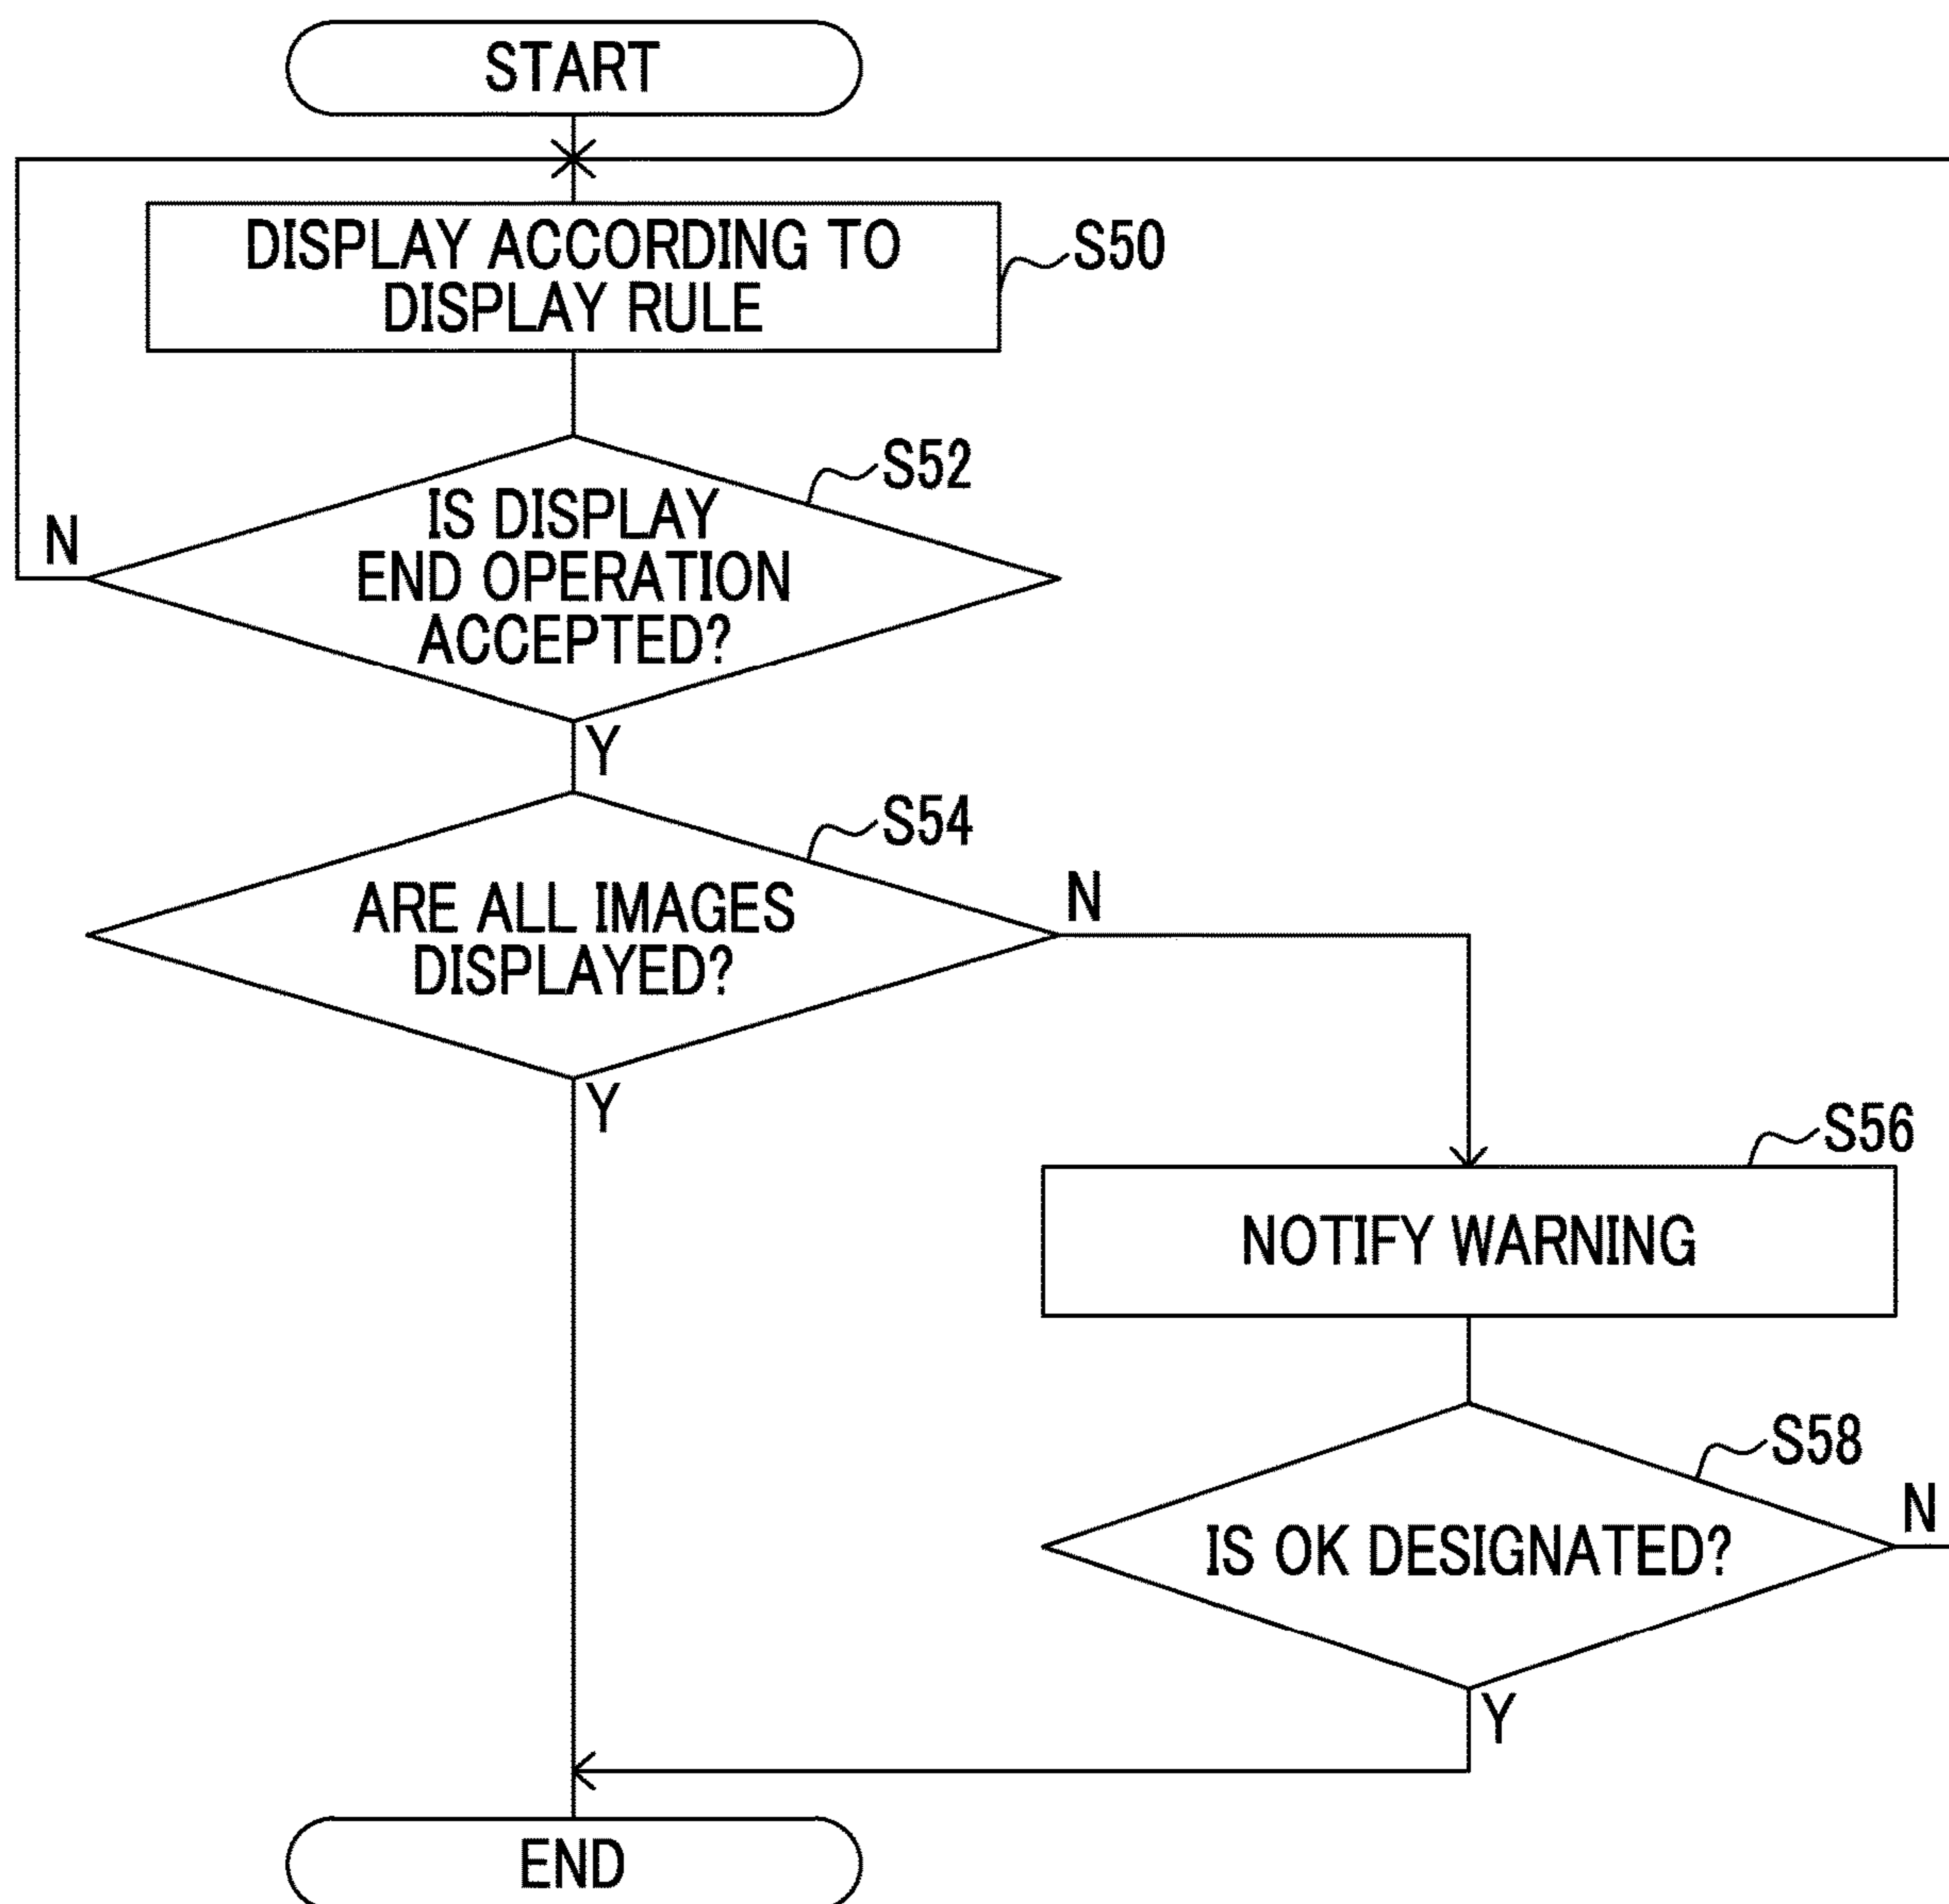 START
DISPLAY ACCORDING TO
DISPLAY RULE
S50
S52
IS DISPLAY
END OPERATION
ACCEPTED?
N
Y
S54
ARE ALL IMAGES
DISPLAYED?
N
Y
S56
NOTIFY WARNING
S58
IS OK DESIGNATED?
N
Y
END